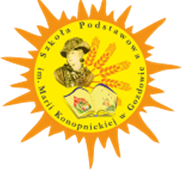 Szkoła Podstawowa
im. Marii Konopnickiej w Gozdowie